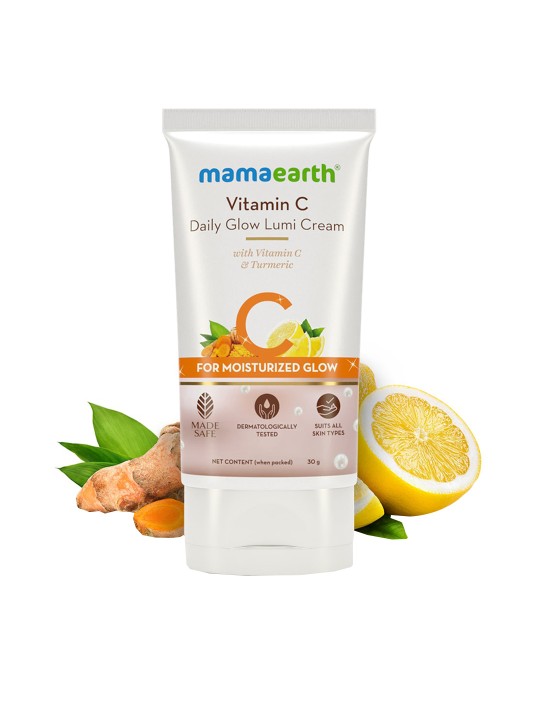 mamaearth®
Vitamin C
Daily Glow Lumi Cream
with Vitamin C
& Turmeric
C
FOR MOISTURIZED GLOW
MADE
SAFE
DERMATOLOGICALLY
TESTED
SUITS ALL
SKIN TYPES
NET CONTENT (when packed) 30 g